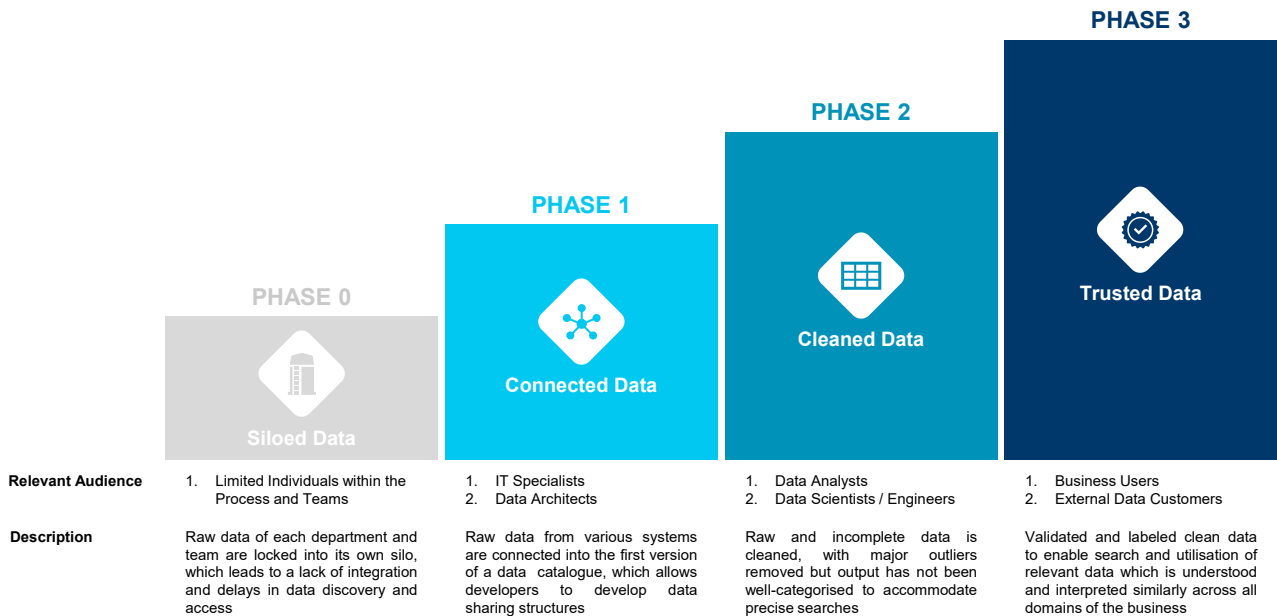 PHASE 3
PHASE 2
PHASE 1
PHASE 0
Trusted Data
Cleaned Data
Connected Data
Siloed Data
Relevant Audience
1. Limited Individuals within the
Process and Teams
1. IT Specialists
2. Data Architects
1. Data Analysts
2. Data Scientists / Engineers
1. Business Users
2. External Data Customers
Description
Raw data of each department and
team are locked into its own silo,
which leads to a lack of integration
and delays in data discovery and
access
Raw data from various systems
are connected into the first version
of a data catalogue, which allows
developers to develop data
sharing structures
Raw and incomplete data is
cleaned, with major outliers
removed but output has not been
well-categorised to accommodate
precise searches
Validated and labeled clean data
to enable search and utilisation of
relevant data which is understood
and interpreted similarly across all
domains of the business